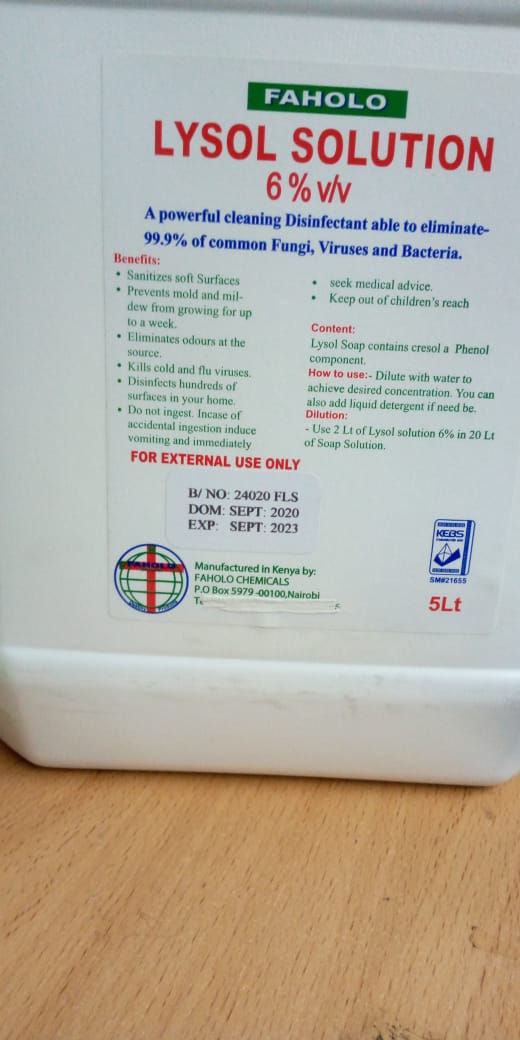 FAHOLO
LYSOL SOLUTION
6% v/v
A powerful cleaning Disinfectant able to eliminate-
99.9% of common Fungi, Viruses and Bacteria.
Benefits:
• Sanitizes soft Surfaces
• Prevents mold and mil-
dew from growing for up
to a week.
• Eliminates odours at the
source.
• Kills cold and flu viruses.
• Disinfects hundreds of
surfaces in your home.
• Do not ingest. Incase of
accidental ingestion induce
vomiting and immediately
• seek medical advice.
• Keep out of children's reach
Content:
Lysol Soap contains cresol a Phenol
component.
How to use:- Dilute with water to
achieve desired concentration. You can
also add liquid detergent if need be.
Dilution:
- Use 2 Lt of Lysol solution 6% in 20 Lt
of Soap Solution.
FOR EXTERNAL USE ONLY
B/ NO: 24020 FLS
DOM: SEPT: 2020
EXP: SEPT: 2023
FAHOLO
Manufactured in Kenya by:
FAHOLO CHEMICALS
P.O Box 5979 -00100,Nairobi
KEBS
SM#21655
5Lt